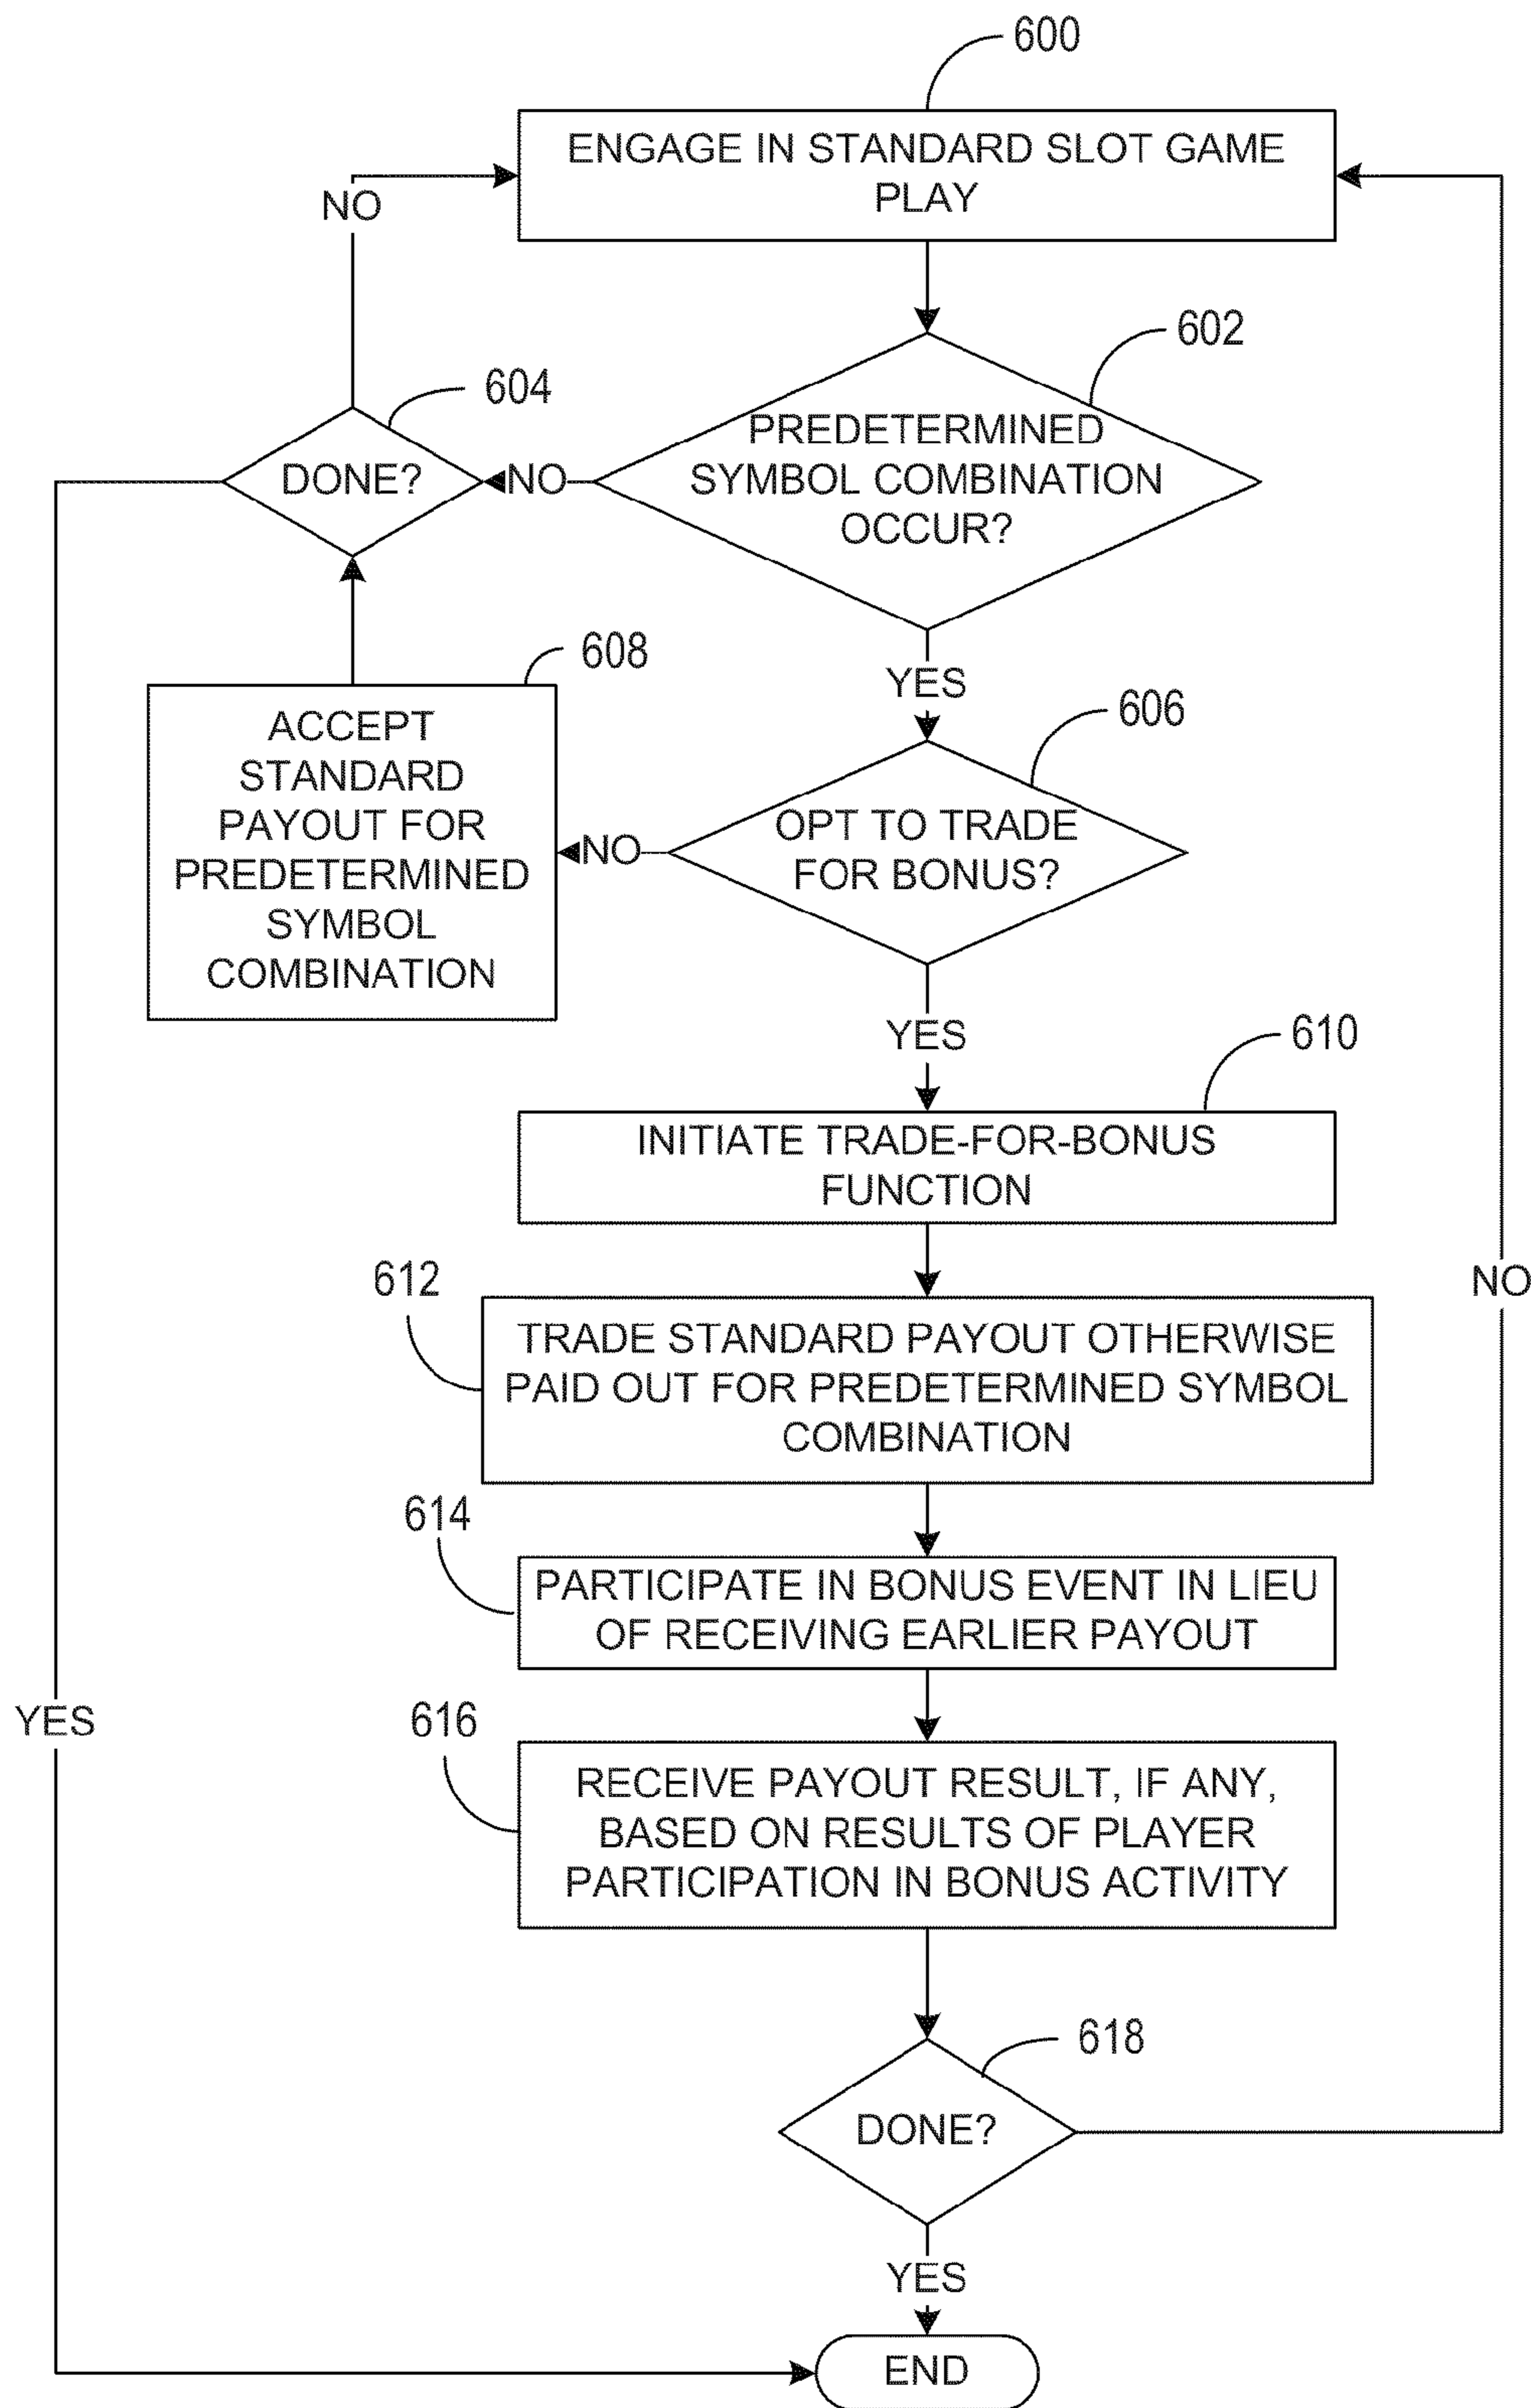 600
ENGAGE IN STANDARD SLOT GAME
PLAY
NO
602
604
PREDETERMINED
SYMBOL COMBINATION
OCCUR?
NO
DONE?
608
YES
606
ACCEPT
STANDARD
PAYOUT FOR
PREDETERMINED
SYMBOL
COMBINATION
NO
OPT TO TRADE
FOR BONUS?
YES
610
INITIATE TRADE-FOR-BONUS
FUNCTION
612
NO
TRADE STANDARD PAYOUT OTHERWISE
PAID OUT FOR PREDETERMINED SYMBOL
COMBINATION
614
PARTICIPATE IN BONUS EVENT IN LIEU
OF RECEIVING EARLIER PAYOUT
YES
616
RECEIVE PAYOUT RESULT, IF ANY,
BASED ON RESULTS OF PLAYER
PARTICIPATION IN BONUS ACTIVITY
618
DONE?
YES
END